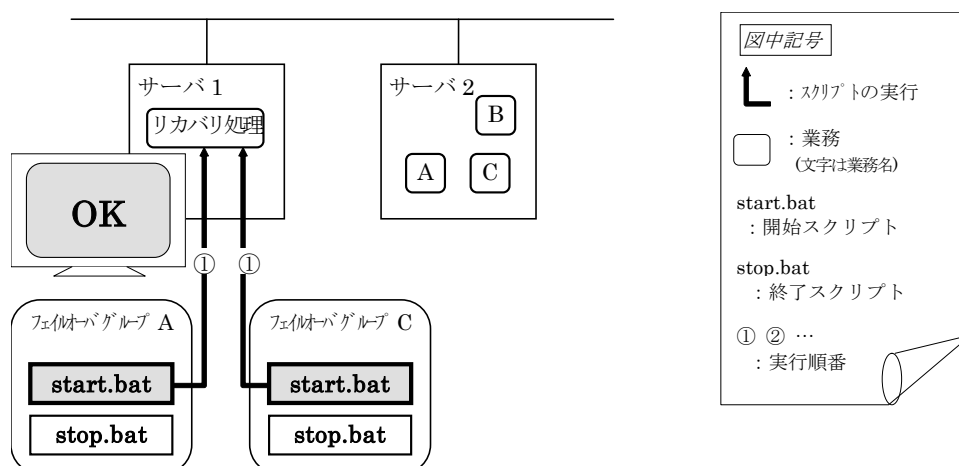 サーバ 1
リカバリ処理
サーバ 2
B
A
C
OK
①
①
フェイルオーバグループ A
start.bat
stop.bat
フェイルオーバグループ C
start.bat
stop.bat
図中記号
：スクリプトの実行
：業務
(文字は業務名)
start.bat
：開始スクリプト
stop.bat
：終了スクリプト
① ② …
：実行順番